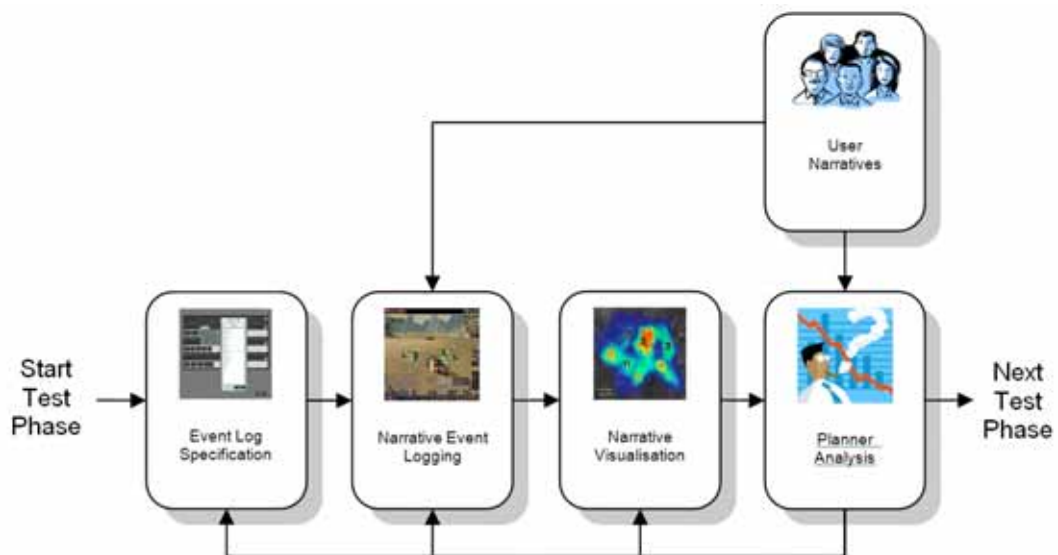 User
Narratives
Start
Test
Phase
Event Log
Specification
Narrative Event
Logging
Narrative
Visualisation
Planner
Analysis
Next
Test
Phase